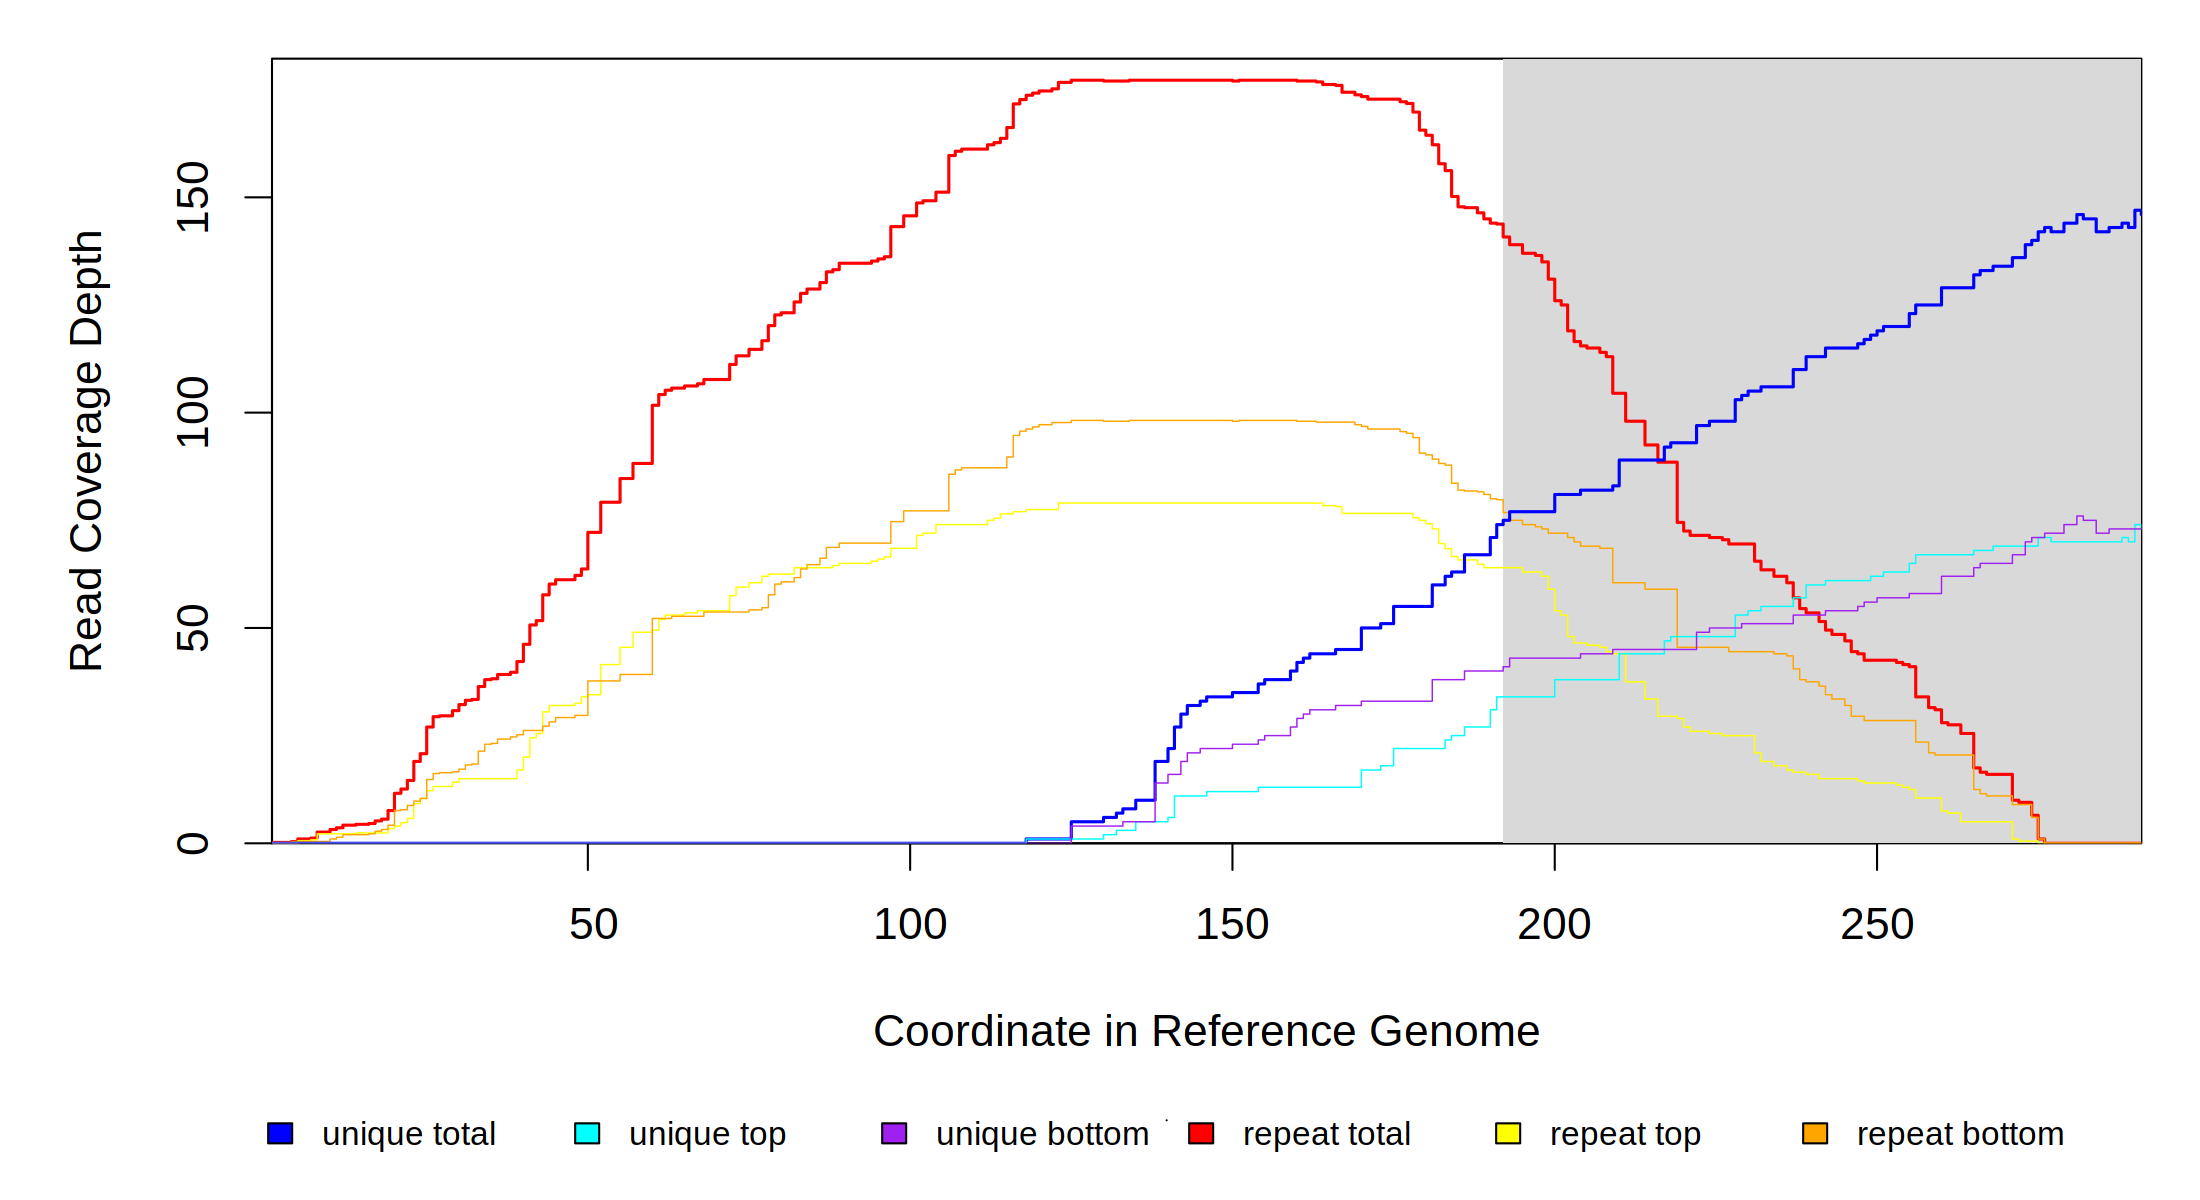 Read Coverage Depth
150
100
50
0
50 100 150 200 250
Coordinate in Reference Genome
unique total unique top unique bottom repeat total repeat top repeat bottom